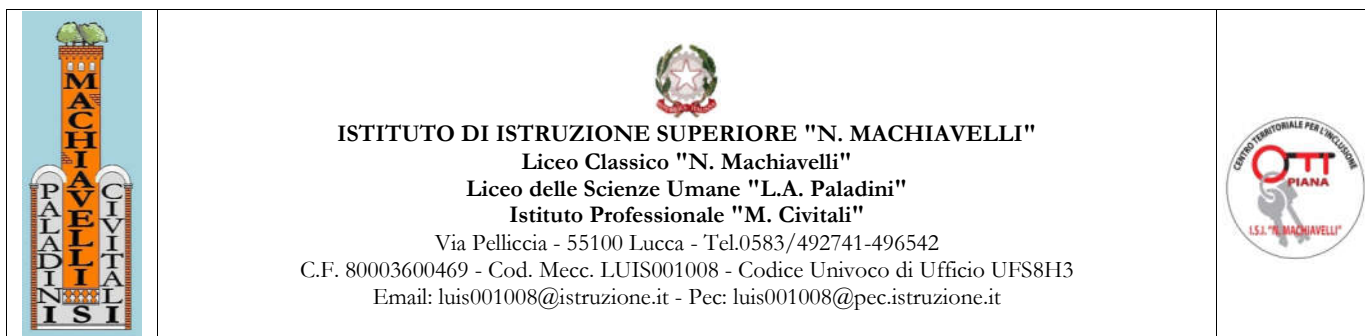 MACHIAVELLI
PALADINI
CIVITALI
ISI
ISTITUTO DI ISTRUZIONE SUPERIORE "N. MACHIAVELLI"
Liceo Classico "N. Machiavelli"
Liceo delle Scienze Umane "L.A. Paladini"
Istituto Professionale "M. Civitali"
Via Pelliccia - 55100 Lucca - Tel.0583/492741-496542
C.F. 80003600469 - Cod. Mecc. LUIS001008 - Codice Univoco di Ufficio UFS8H3
Email: luis001008@istruzione.it - Pec: luis001008@pec.istruzione.it
CENTRO TERRITORIALE PER L'INCLUSIONE
PIANA
I.S.I. "N. MACHIAVELLI"